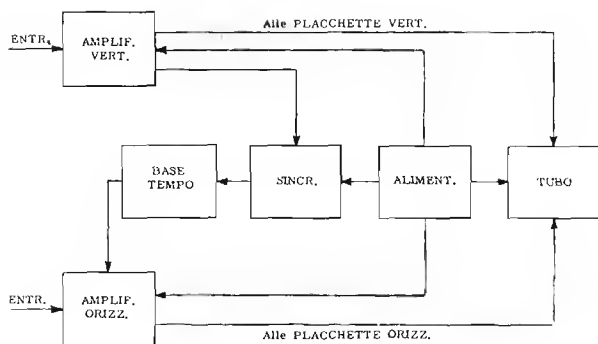 Alle PLACCHETTE VERT.
ENTR.
AMPLIF.
VERT.
BASE
TEMPO
SINCR.
ALIMENT.
TUBO
ENTR.
AMPLIF.
ORIZZ.
Alle PLACCHETTE ORIZZ.